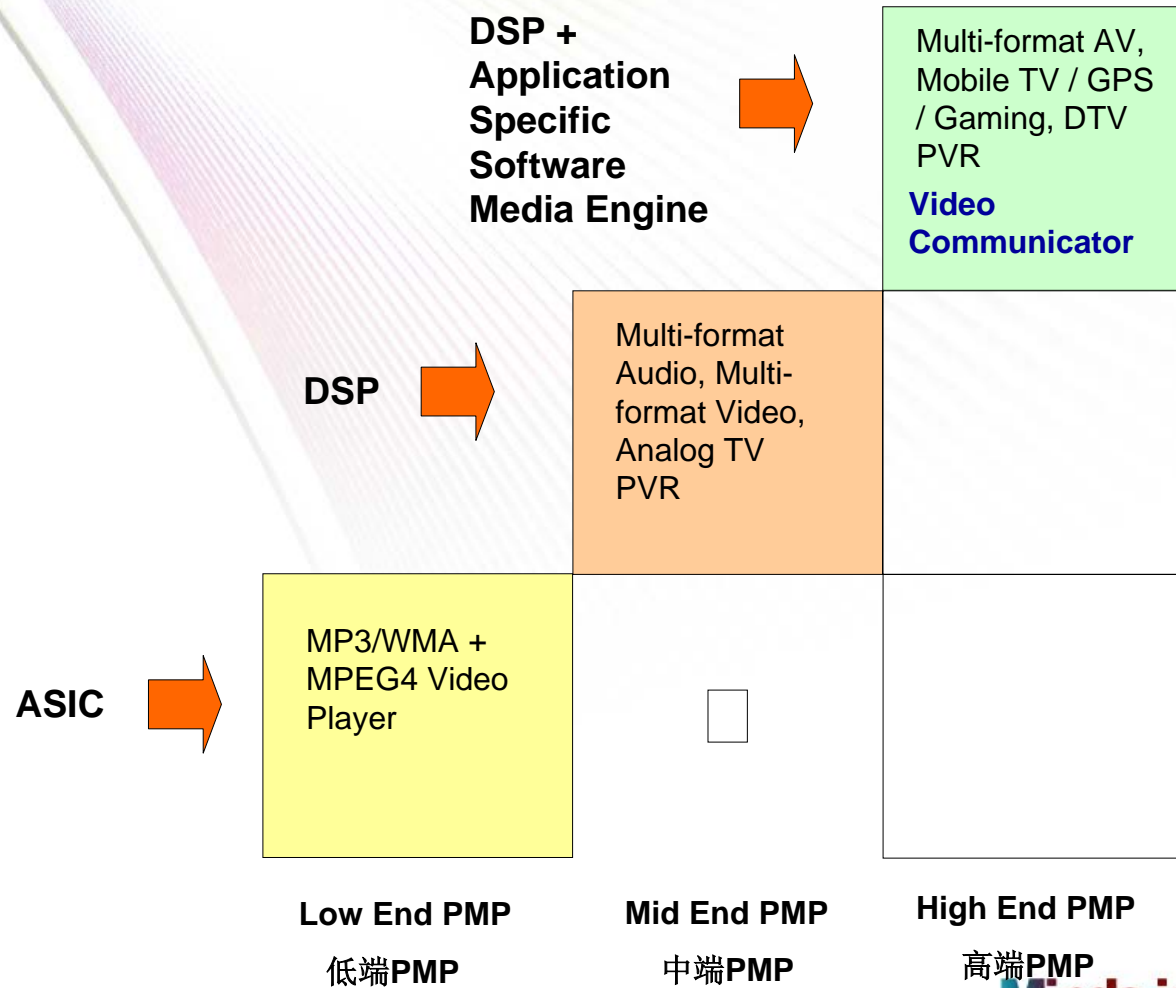 DSP +
Application
Specific
Software
Media Engine
Multi-format AV,
Mobile TV / GPS
/ Gaming, DTV
PVR
Video
Communicator
DSP
Multi-format
Audio, Multi-
format Video,
Analog TV
PVR
ASIC
MP3/WMA +
MPEG4 Video
Player
Low End PMP
Mid End PMP
High End PMP
低端PMP
中端PMP
高端PMP